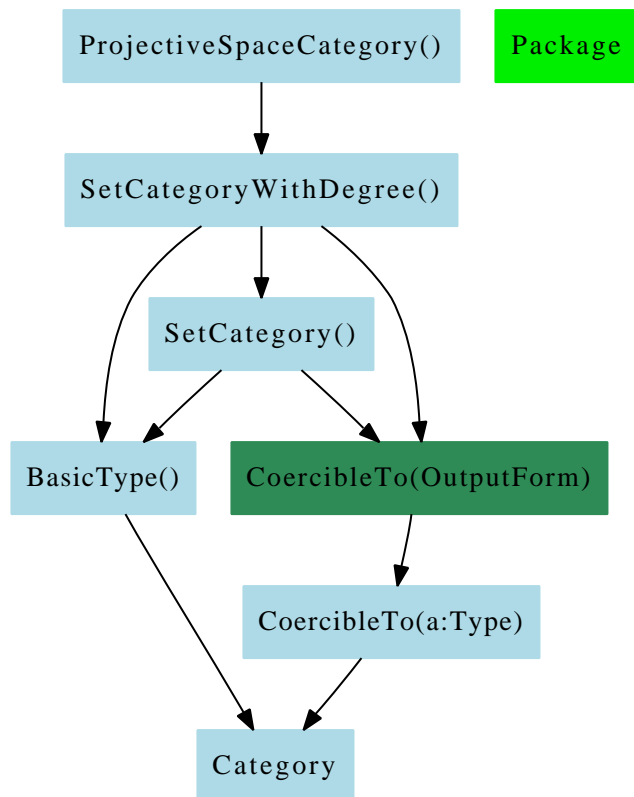 ProjectiveSpaceCategory()
Package
SetCategoryWithDegree()
SetCategory()
BasicType()
CoercibleTo(OutputForm)
CoercibleTo(a:Type)
Category